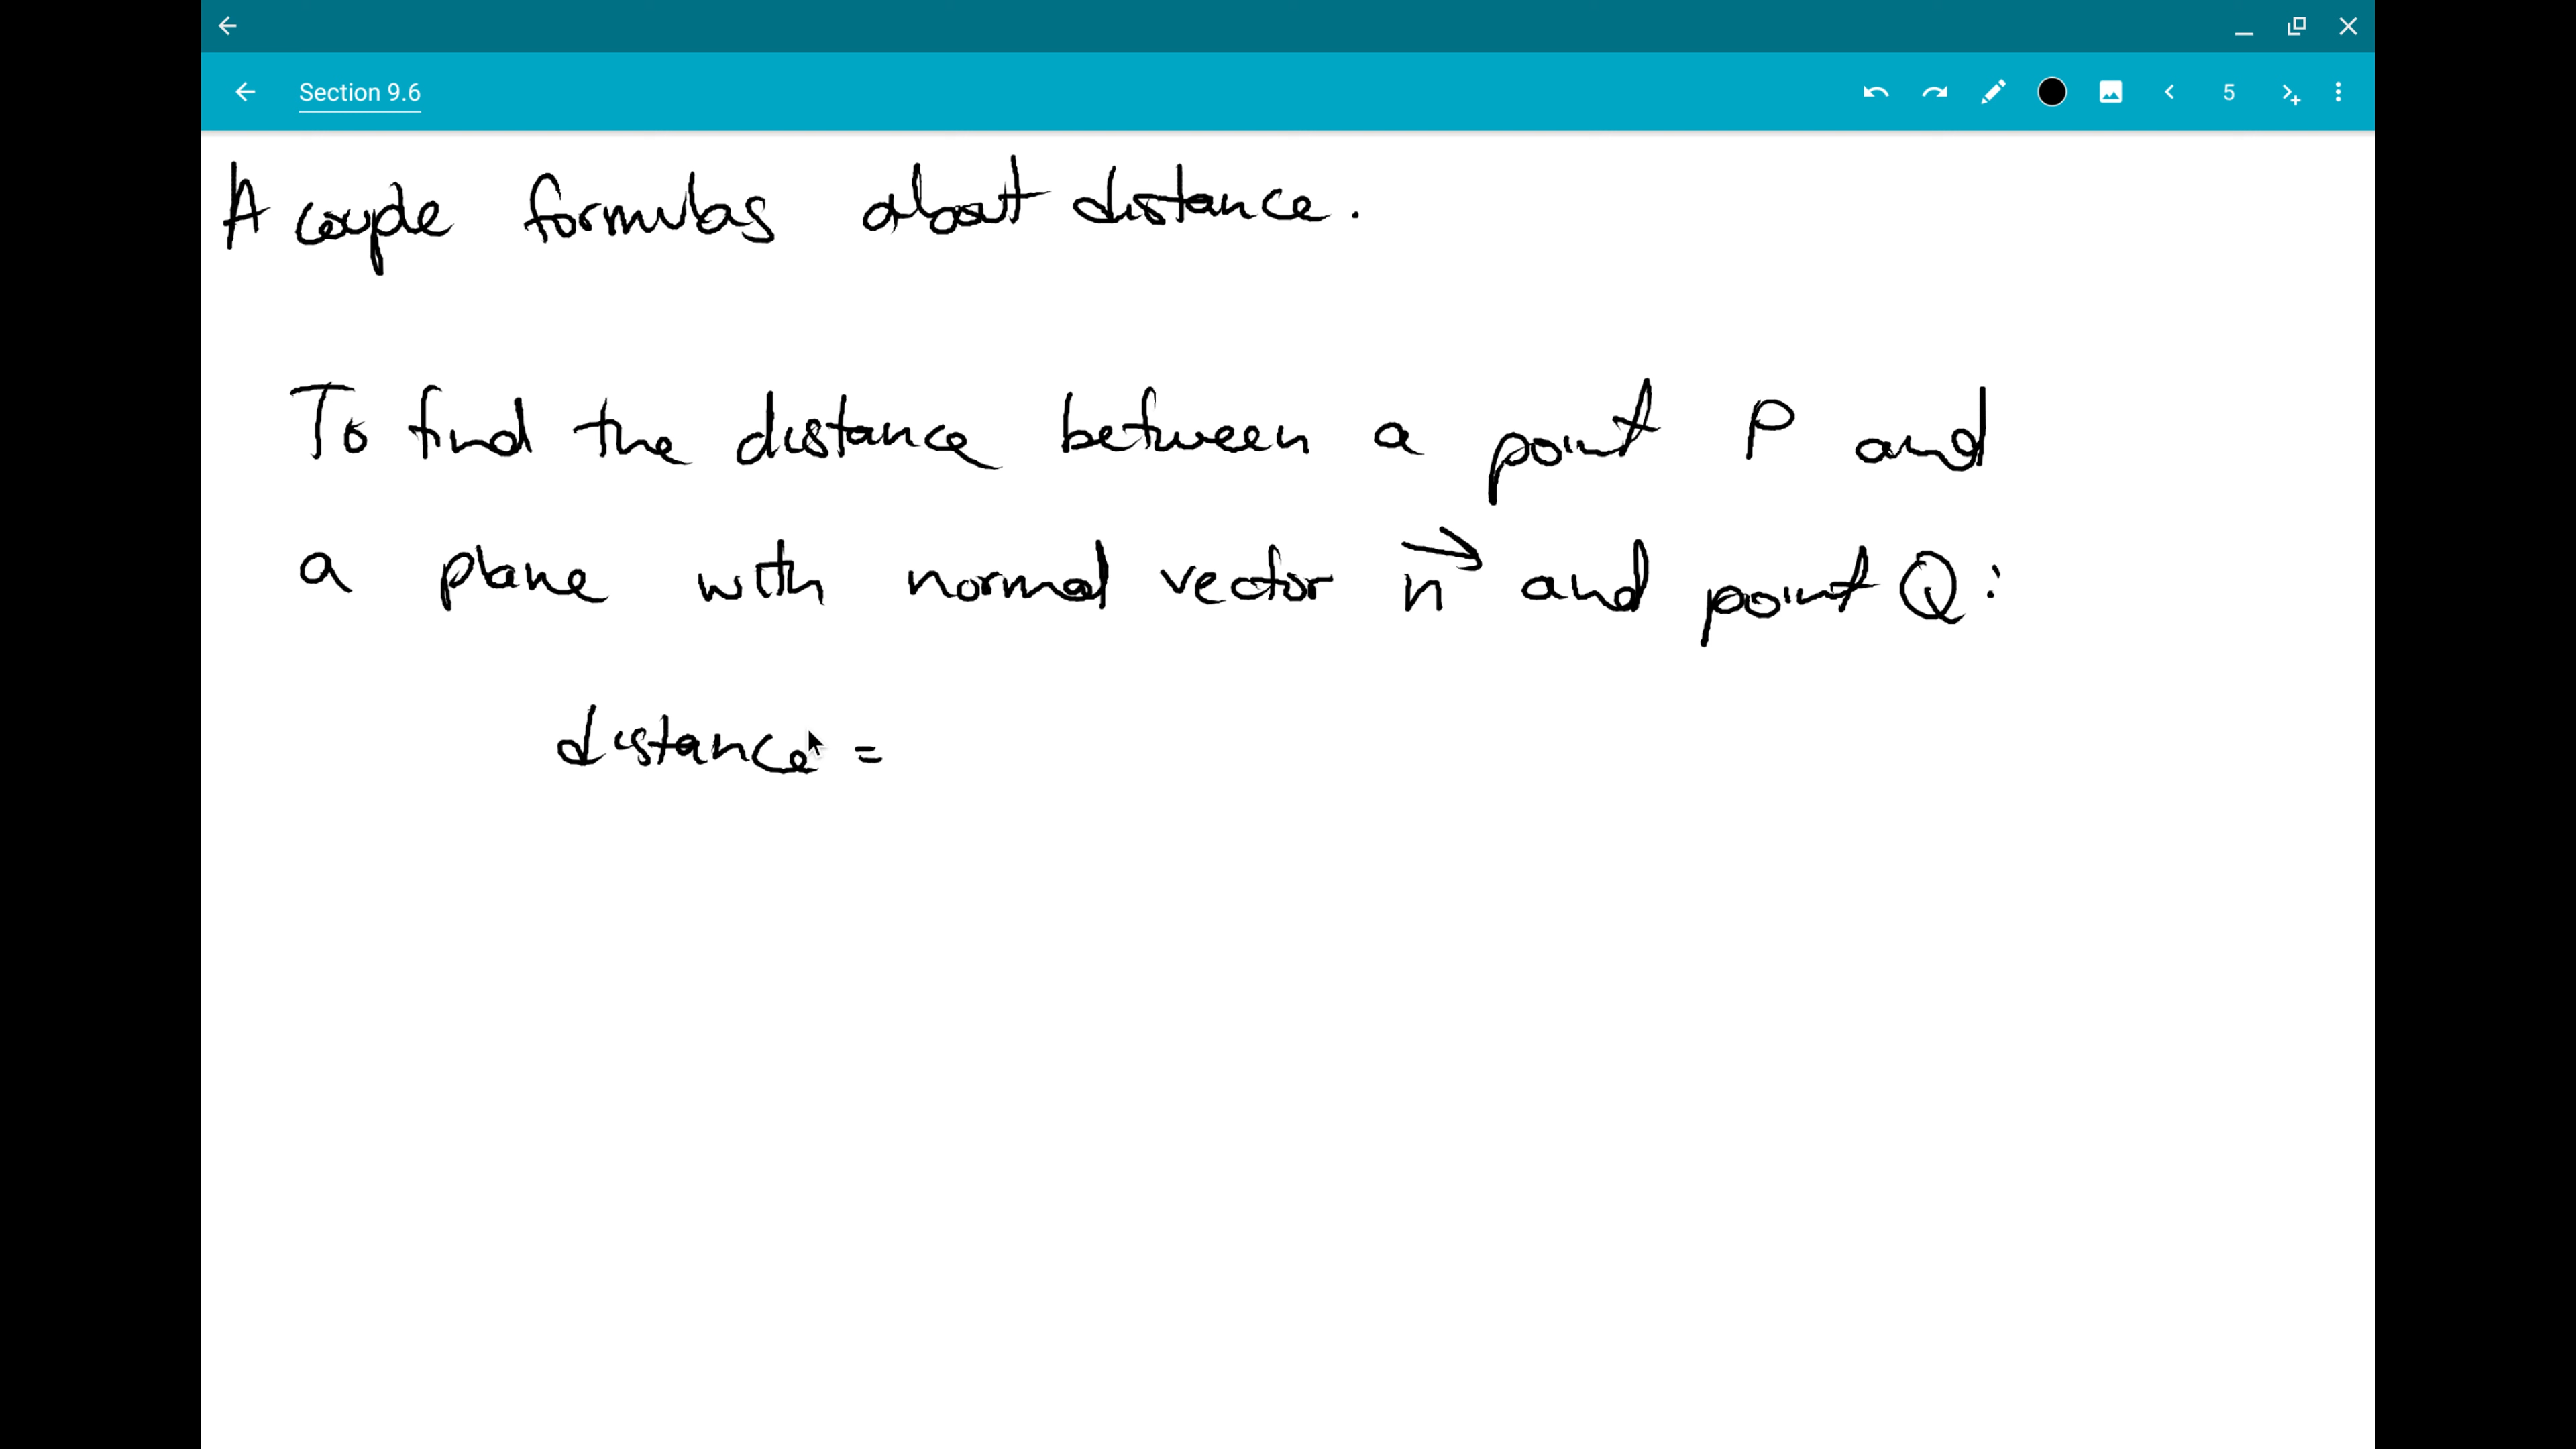 Section 9.6
5
A couple formulas about distance.
To find the distance between a point P and
a plane with normal vector n⃗ and point Q:
distance =